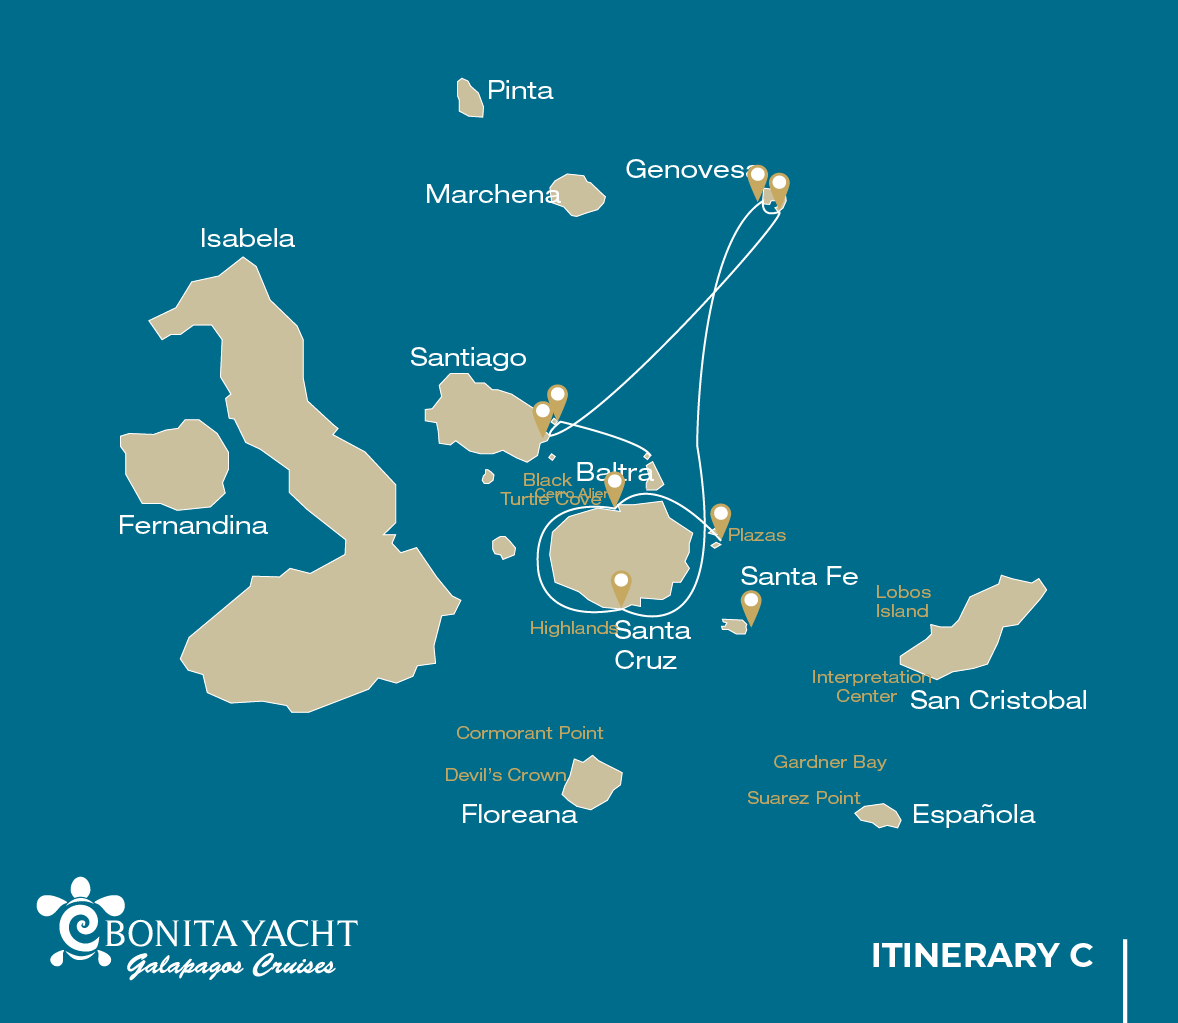 Pinta
Genovesa
Marchena
Isabela
Santiago
Baltra
Black
Cerro Alieri
Turtle Cove
Fernandina
Plazas
Santa Fe
Lobos
Island
Highlands
Santa
Cruz
Interpretation
Center
San Cristobal
Cormorant Point
Gardner Bay
Devil's Crown
Suarez Point
Floreana
Española
BONITA YACHT
Galapagos Cruises
ITINERARY C